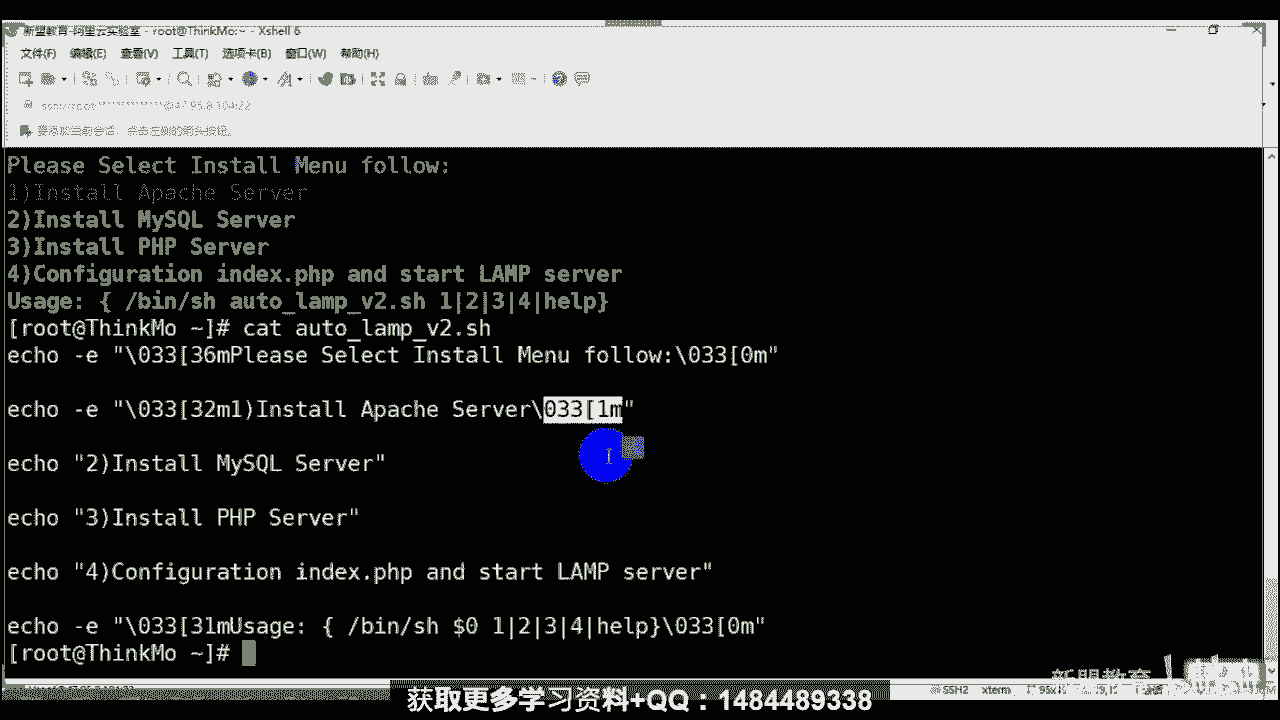 新盟教育-阿里云实验室 - root@ThinkMo:~ - Xshell 6
文件(F) 编辑(E) 查看(V) 工具(T) 选项卡(B) 窗口(W) 帮助(H)
要添加当前会话，点击左侧的箭头按钮。
Please Select Install Menu follow:
1)Install Apache Server
2)Install MySQL Server
3)Install PHP Server
4)Configuration index.php and start LAMP server
Usage: { /bin/sh auto_lamp_v2.sh 1|2|3|4|help}
[root@ThinkMo ~]# cat auto_lamp_v2.sh
echo -e "\033[36mPlease Select Install Menu follow:\033[0m"
echo -e "\033[32m1)Install Apache Server\033[1m"
echo "2)Install MySQL Server"
echo "3)Install PHP Server"
echo "4)Configuration index.php and start LAMP server"
echo -e "\033[31mUsage: { /bin/sh $0 1|2|3|4|help}\033[0m"
[root@ThinkMo ~]#
新盟教育
SSH2 xterm
获取更多学习资料+QQ：1484489338